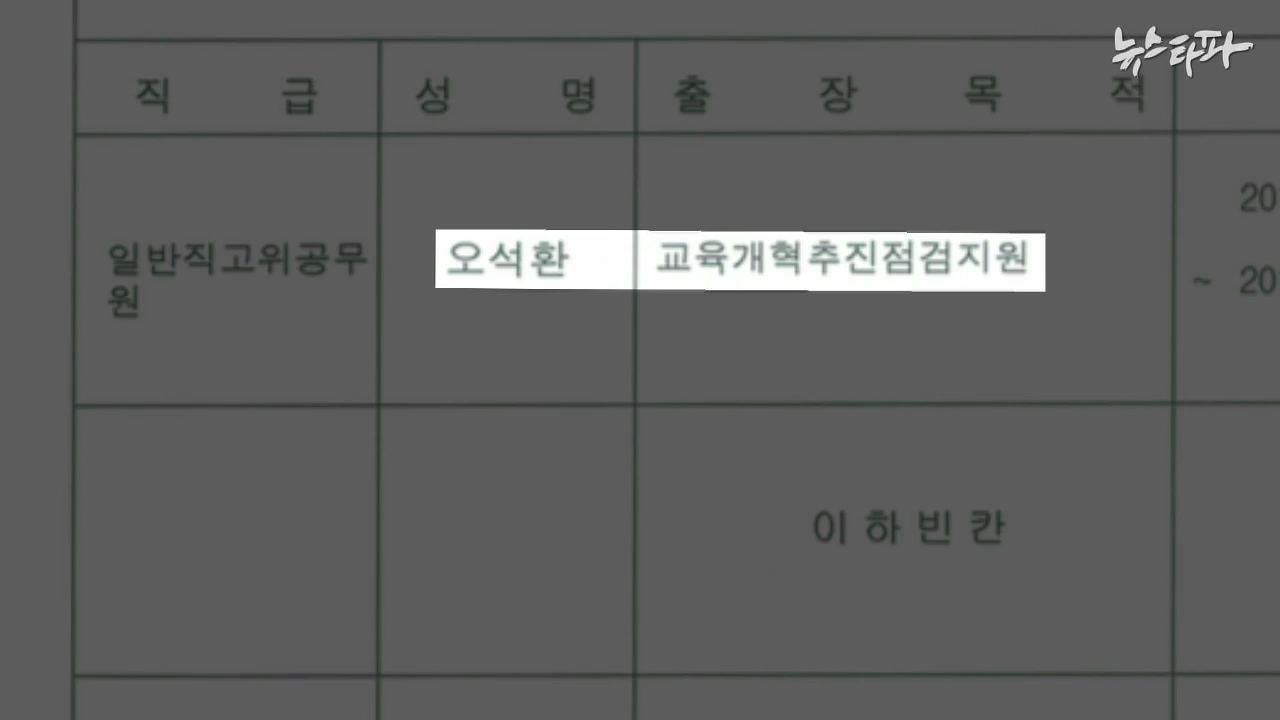 뉴스타파
직 급 성 명 출 장 목 적
일반직고위공무 오석환 교육개혁추진점검지원
원
20
~ 20
이 하 빈 칸